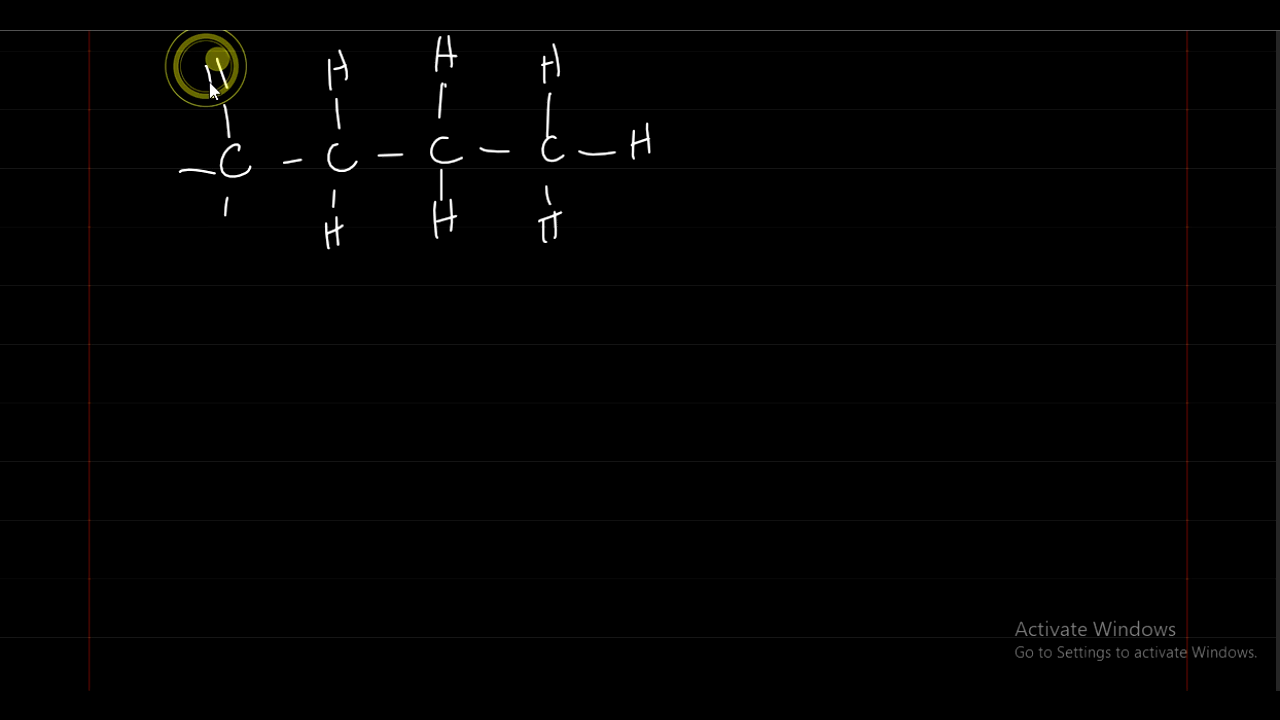 H H H H
– C – C – C – C – H
H H H
Activate Windows
Go to Settings to activate Windows.